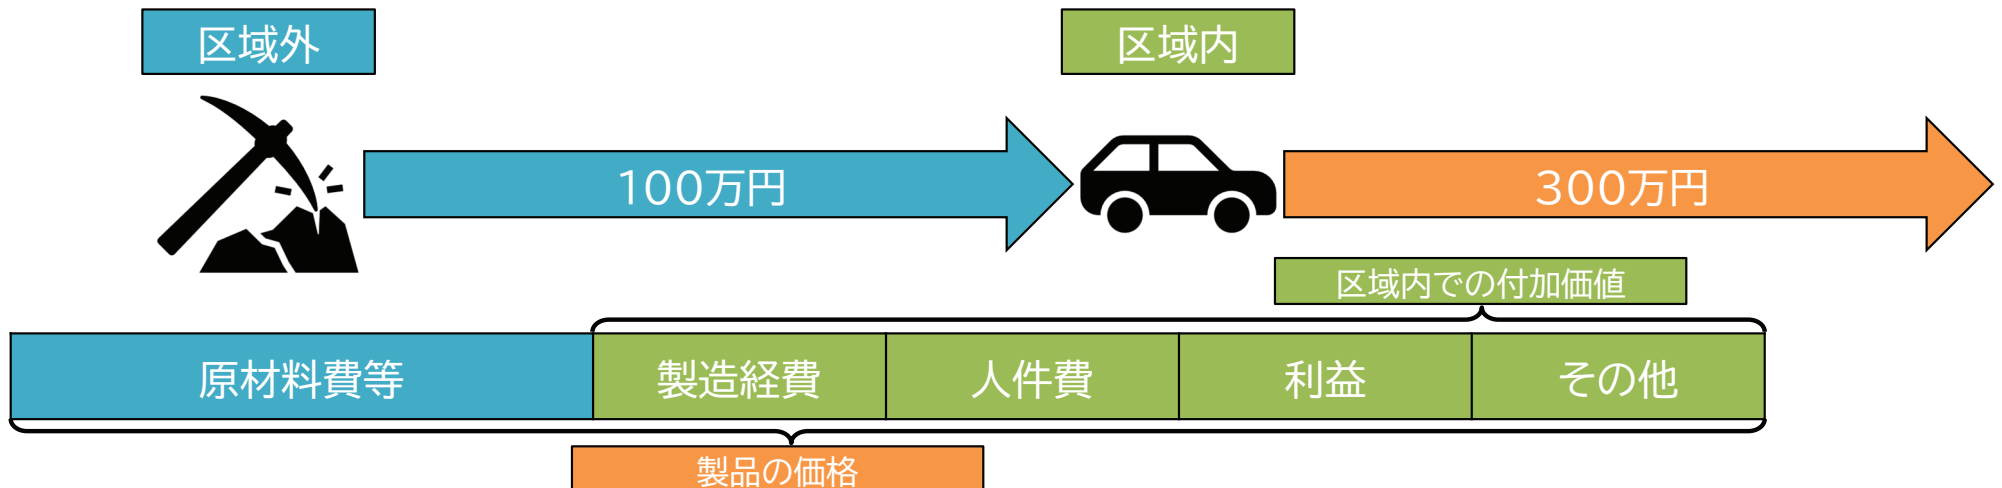 区域外
区域内
100万円
300万円
区域内での付加価値
原材料費等
製造経費
人件費
利益
その他
製品の価格